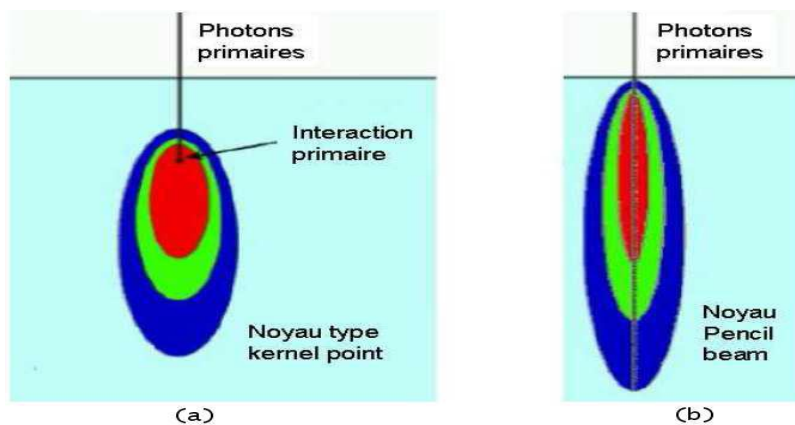 Photons
primaires
Interaction
primaire
Noyau type
kernel point
(a)
Photons
primaires
Noyau
Pencil
beam
(b)